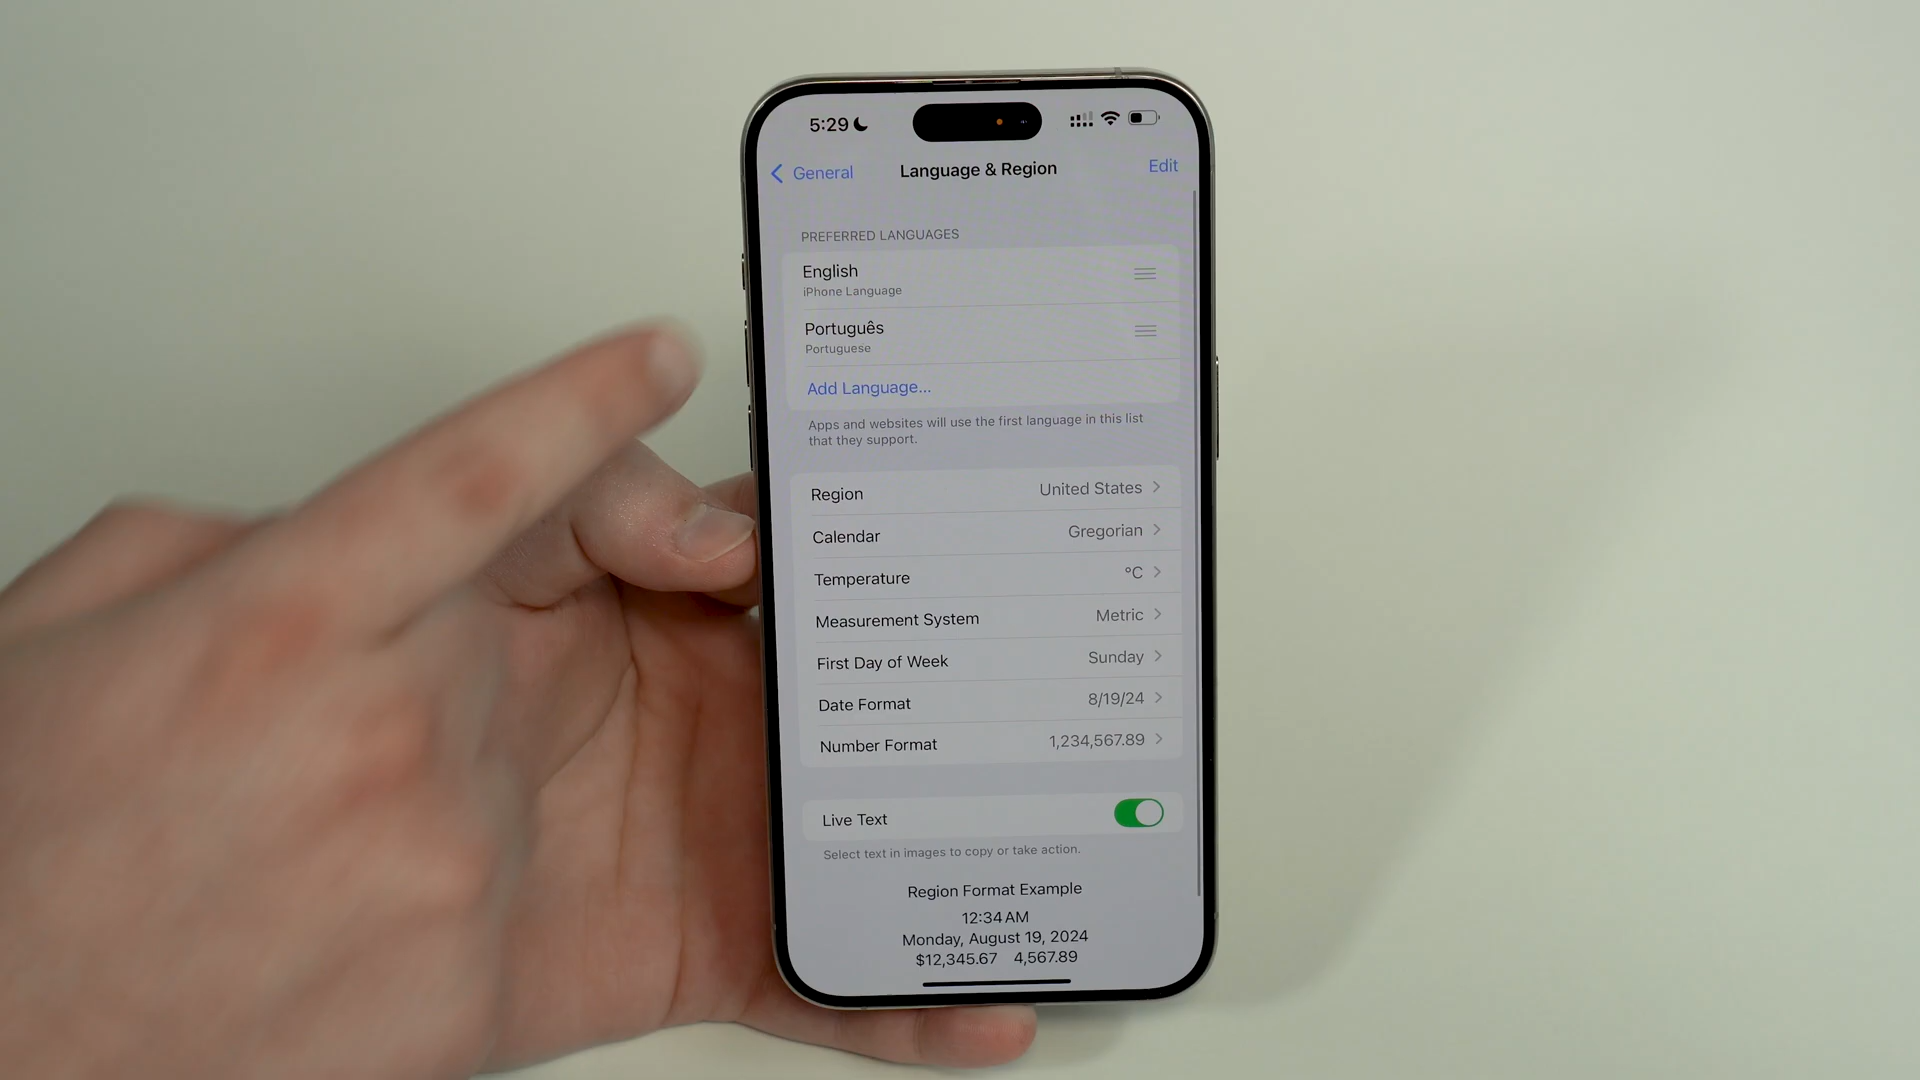 5:29
General
Language & Region
Edit
PREFERRED LANGUAGES
English
iPhone Language
Português
Portuguese
Add Language...
Apps and websites will use the first language in this list
that they support.
Region United States
Calendar Gregorian
Temperature °C
Measurement System Metric
First Day of Week Sunday
Date Format 8/19/24
Number Format 1,234,567.89
Live Text
Select text in images to copy or take action.
Region Format Example
12:34 AM
Monday, August 19, 2024
$12,345.67 4,567.89